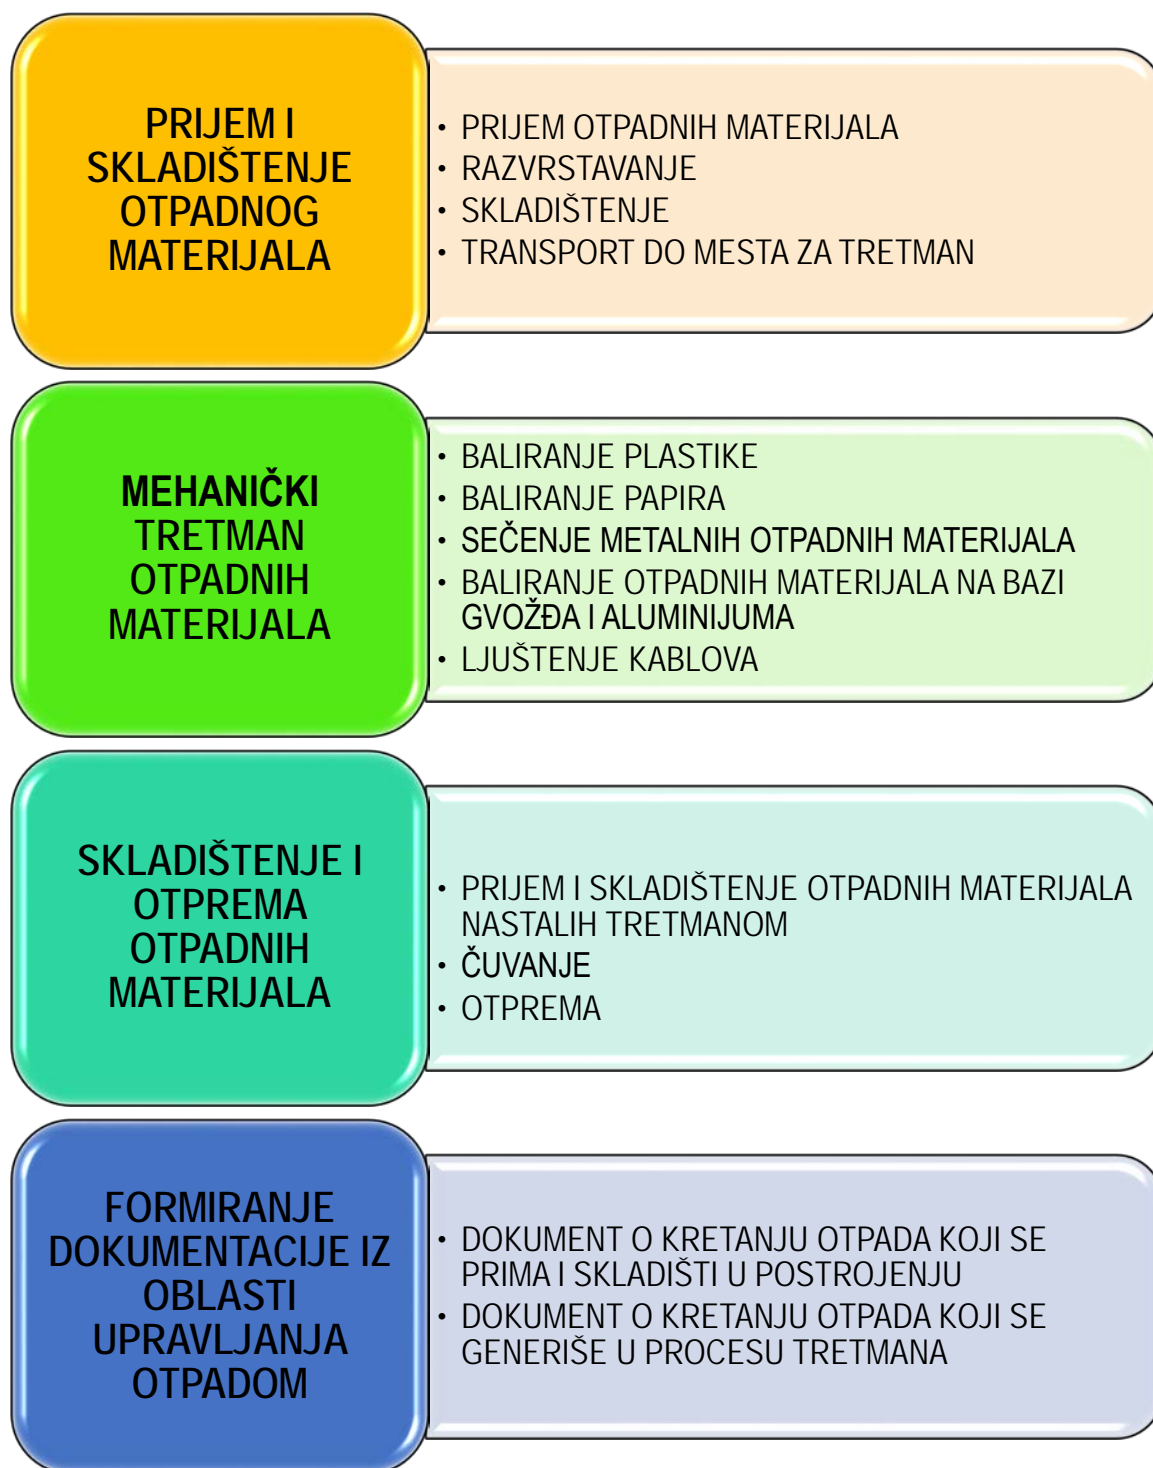 PRIJEM I
SKLADIŠTENJE
OTPADNOG
MATERIJALA
• PRIJEM OTPADNIH MATERIJALA
• RAZVRSTAVANJE
• SKLADIŠTENJE
• TRANSPORT DO MESTA ZA TRETMAN
MEHANIČKI
TRETMAN
OTPADNIH
MATERIJALA
• BALIRANJE PLASTIKE
• BALIRANJE PAPIRA
• SEČENJE METALNIH OTPADNIH MATERIJALA
• BALIRANJE OTPADNIH MATERIJALA NA BAZI
GVOŽĐA I ALUMINIJUMA
• LJUŠTENJE KABLOVA
SKLADIŠTENJE I
OTPREMA
OTPADNIH
MATERIJALA
• PRIJEM I SKLADIŠTENJE OTPADNIH MATERIJALA
NASTALIH TRETMANOM
• ČUVANJE
• OTPREMA
FORMIRANJE
DOKUMENTACIJE IZ
OBLASTI
UPRAVLJANJA
OTPADOM
• DOKUMENT O KRETANJU OTPADA KOJI SE
PRIMA I SKLADIŠTI U POSTROJENJU
• DOKUMENT O KRETANJU OTPADA KOJI SE
GENERIŠE U PROCESU TRETMANA